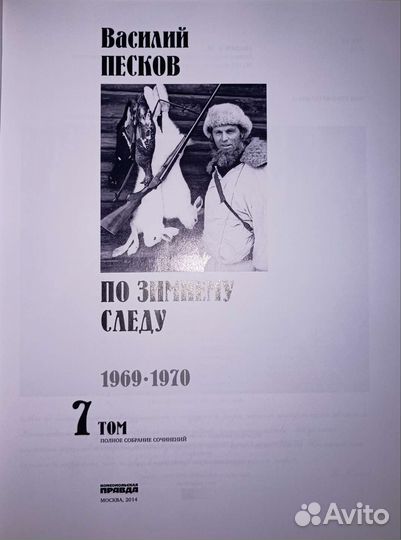 Василий
ПЕСКОВ
ПО ЗИМНЕМУ
СЛЕДУ
1969·1970
7 ТОМ
ПОЛНОЕ СОБРАНИЕ СОЧИНЕНИЙ
КОМСОМОЛЬСКАЯ
ПРАВДА
МОСКВА, 2014
Avito